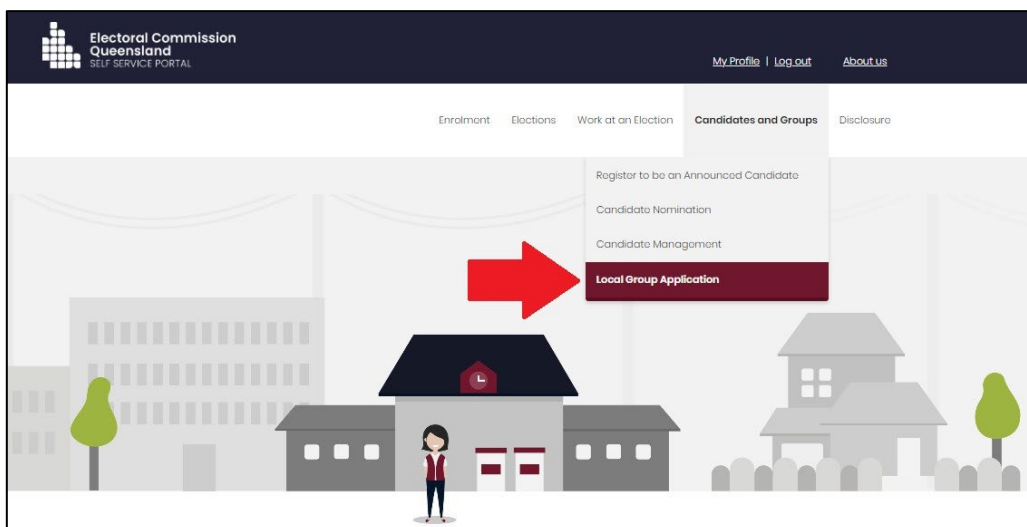 Electoral Commission
Queensland
SELF SERVICE PORTAL
My Profile | Log out About us
Enrolment Elections Work at an Election Candidates and Groups Disclosure
Register to be an Announced Candidate
Candidate Nomination
Candidate Management
Local Group Application